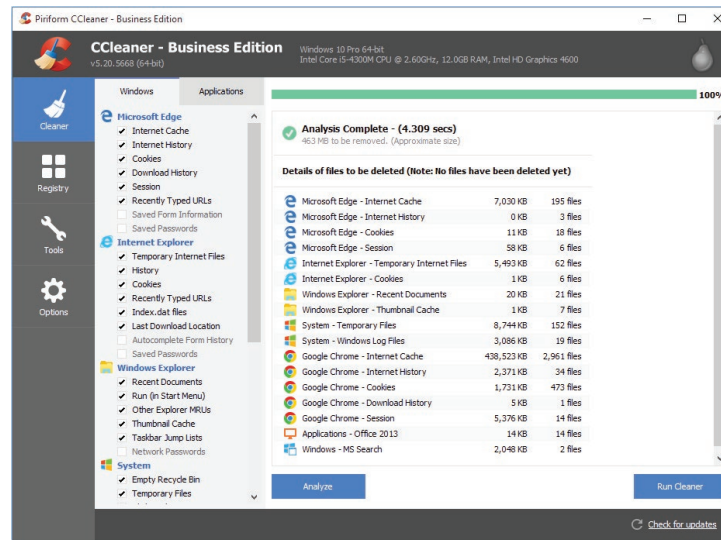 Piriform CCleaner - Business Edition
CCleaner - Business Edition
v5.20.5668 (64-bit)
Windows 10 Pro 64-bit
Intel Core i5-4300M CPU @ 2.60GHz, 12.0GB RAM, Intel HD Graphics 4600
Cleaner
Registry
Tools
Options
Windows Applications
Microsoft Edge
Internet Cache
Internet History
Cookies
Download History
Session
Recently Typed URLs
Saved Form Information
Saved Passwords
Internet Explorer
Temporary Internet Files
History
Cookies
Recently Typed URLs
Index.dat files
Last Download Location
Autocomplete Form History
Saved Passwords
Windows Explorer
Recent Documents
Run (in Start Menu)
Other Explorer MRUs
Thumbnail Cache
Taskbar Jump Lists
Network Passwords
System
Empty Recycle Bin
Temporary Files
100%
Analysis Complete - (4.309 secs)
463 MB to be removed. (Approximate size)
Details of files to be deleted (Note: No files have been deleted yet)
Microsoft Edge - Internet Cache 7,030 KB 195 files
Microsoft Edge - Internet History 0 KB 3 files
Microsoft Edge - Cookies 11 KB 18 files
Microsoft Edge - Session 58 KB 6 files
Internet Explorer - Temporary Internet Files 5,493 KB 62 files
Internet Explorer - Cookies 1 KB 6 files
Windows Explorer - Recent Documents 20 KB 21 files
Windows Explorer - Thumbnail Cache 1 KB 7 files
System - Temporary Files 8,744 KB 152 files
System - Windows Log Files 3,086 KB 19 files
Google Chrome - Internet Cache 438,523 KB 2,961 files
Google Chrome - Internet History 2,371 KB 34 files
Google Chrome - Cookies 1,731 KB 473 files
Google Chrome - Download History 5 KB 1 files
Google Chrome - Session 5,376 KB 14 files
Applications - Office 2013 14 KB 14 files
Windows - MS Search 2,048 KB 2 files
Analyze
Run Cleaner
Check for updates